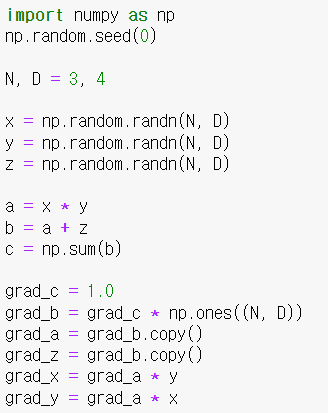 import numpy as np
np.random.seed(0)
N, D = 3, 4
x = np.random.randn(N, D)
y = np.random.randn(N, D)
z = np.random.randn(N, D)
a = x * y
b = a + z
c = np.sum(b)
grad_c = 1.0
grad_b = grad_c * np.ones((N, D))
grad_a = grad_b.copy()
grad_z = grad_b.copy()
grad_x = grad_a * y
grad_y = grad_a * x